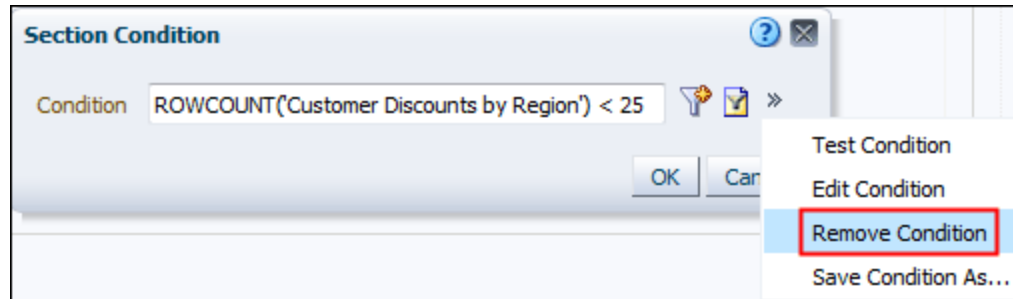 Section Condition
Condition ROWCOUNT('Customer Discounts by Region') < 25 »
OK Can
Test Condition
Edit Condition
Remove Condition
Save Condition As...